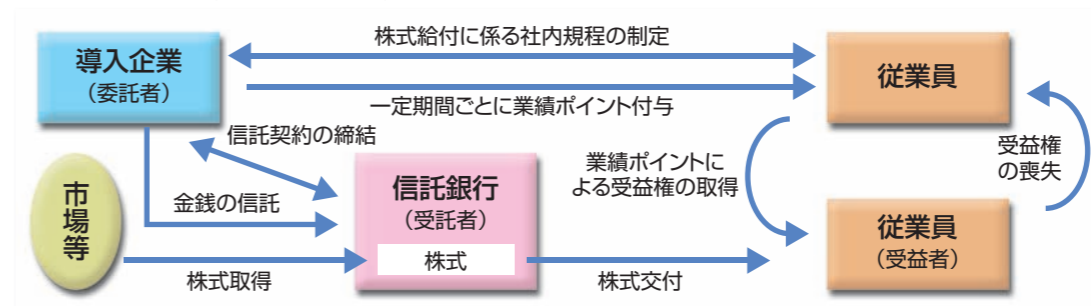 株式給付に係る社内規程の制定
導入企業
（委託者）
従業員
一定期間ごとに業績ポイント付与
信託契約の締結
市場等
金銭の信託
信託銀行
（受託者）
株式
業績ポイントに
よる受益権の取得
受益権
の喪失
従業員
（受益者）
株式取得
株式交付